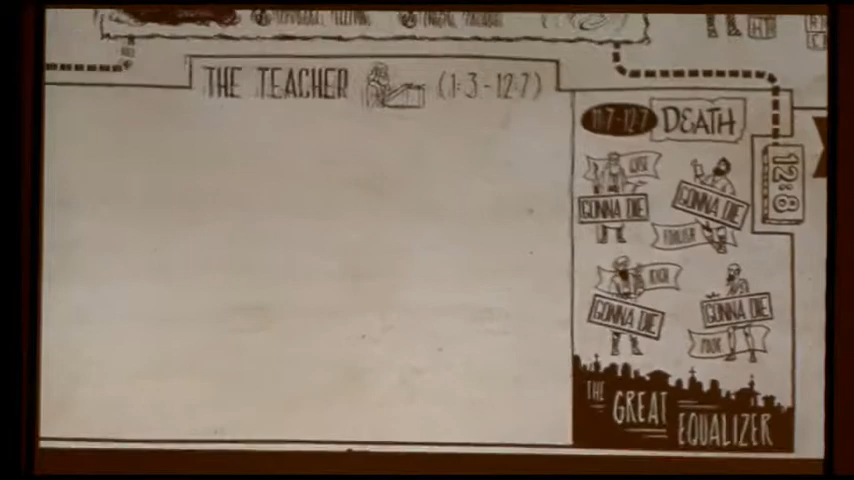 THE TEACHER (1:3-12:7)
11:7-12:7 DEATH
12:8
WISE
GONNA DIE
GONNA DIE
FOOLISH
RICH
GONNA DIE
GONNA DIE
POOR
THE GREAT EQUALIZER